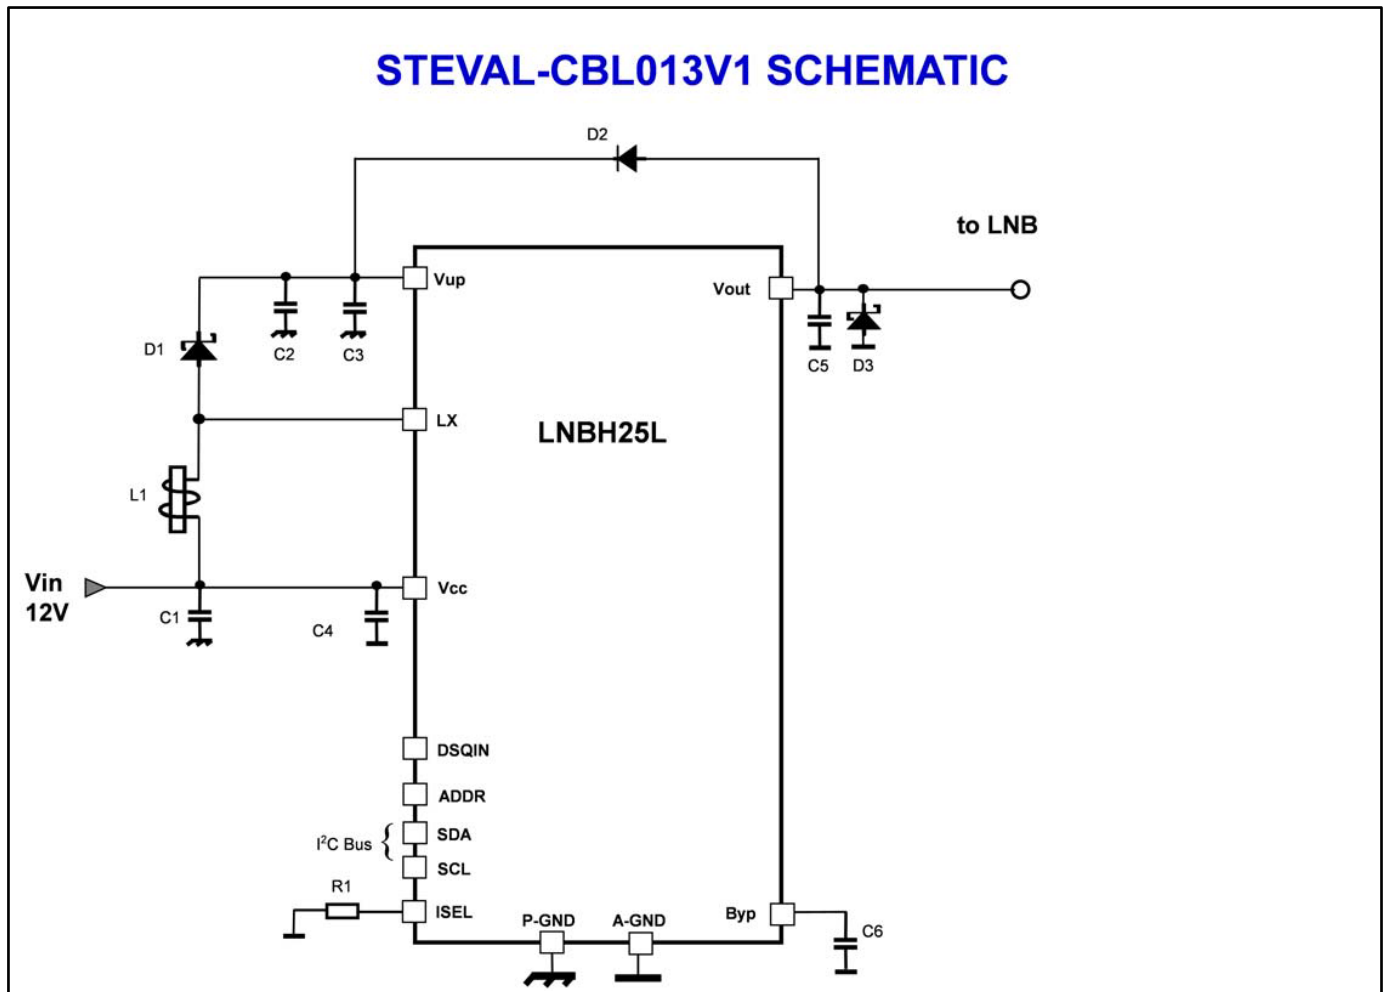 STEVAL-CBL013V1 SCHEMATIC
D2
to LNB
Vup
Vout
D1
C2
C3
C5
D3
LX
LNBH25L
L1
Vin
12V
Vcc
C1
C4
DSQIN
ADDR
I²C Bus {
SDA
SCL
R1
ISEL
P-GND
A-GND
Byp
C6